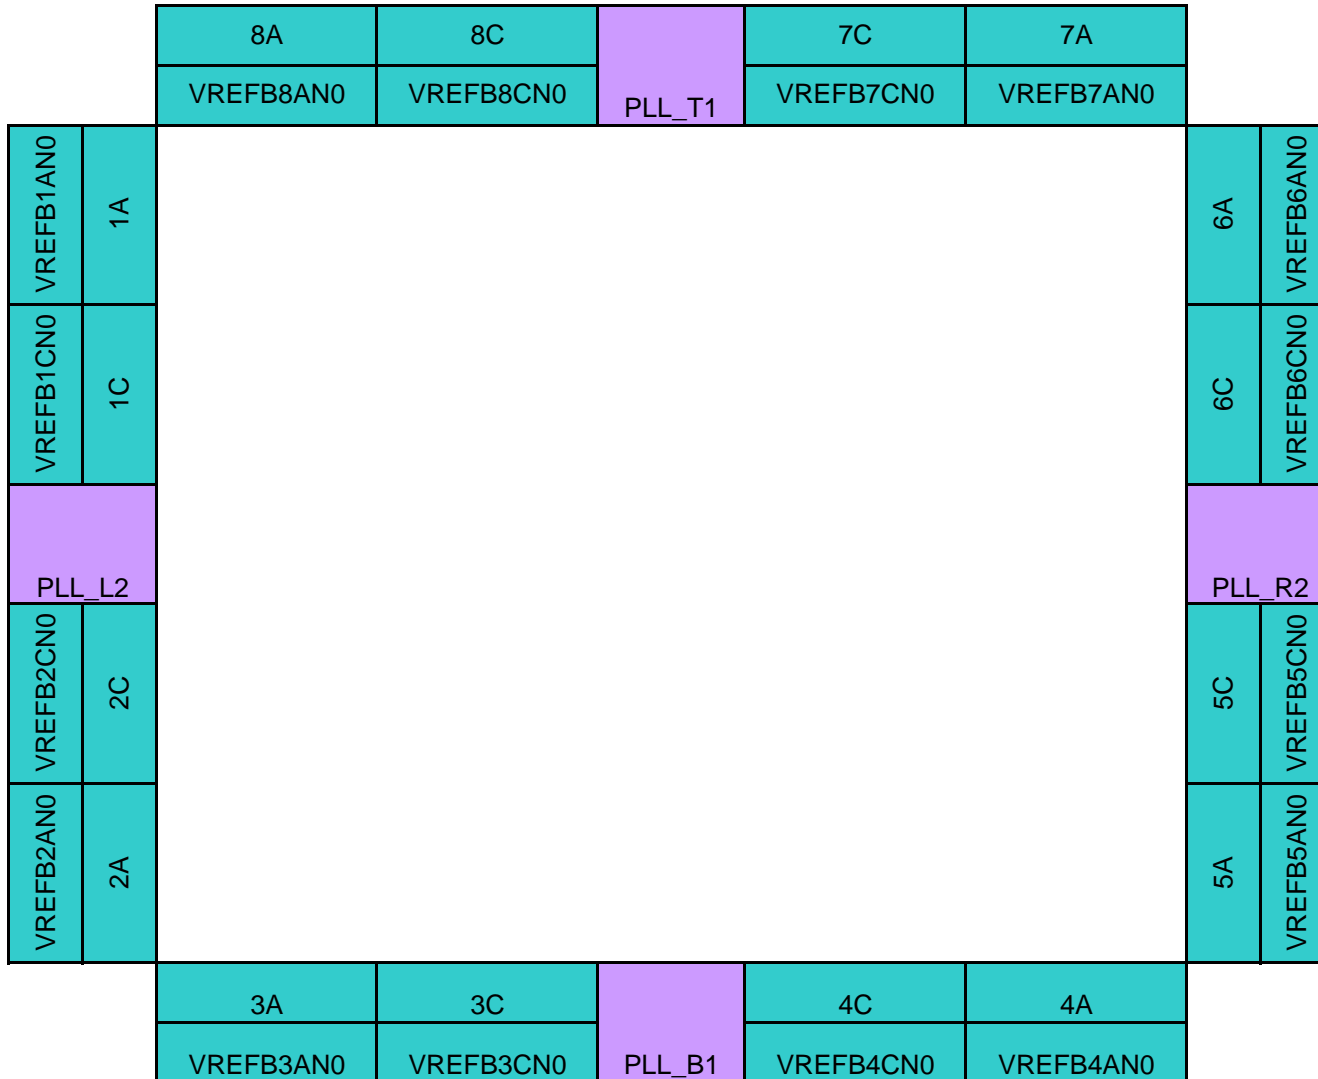 8A 8C 7C 7A
VREFB8AN0 VREFB8CN0 PLL_T1 VREFB7CN0 VREFB7AN0
VREFB1AN0 1A 6A VREFB6AN0
VREFB1CN0 1C 6C VREFB6CN0
PLL_L2 PLL_R2
VREFB2CN0 2C 5C VREFB5CN0
VREFB2AN0 2A 5A VREFB5AN0
3A 3C 4C 4A
VREFB3AN0 VREFB3CN0 PLL_B1 VREFB4CN0 VREFB4AN0